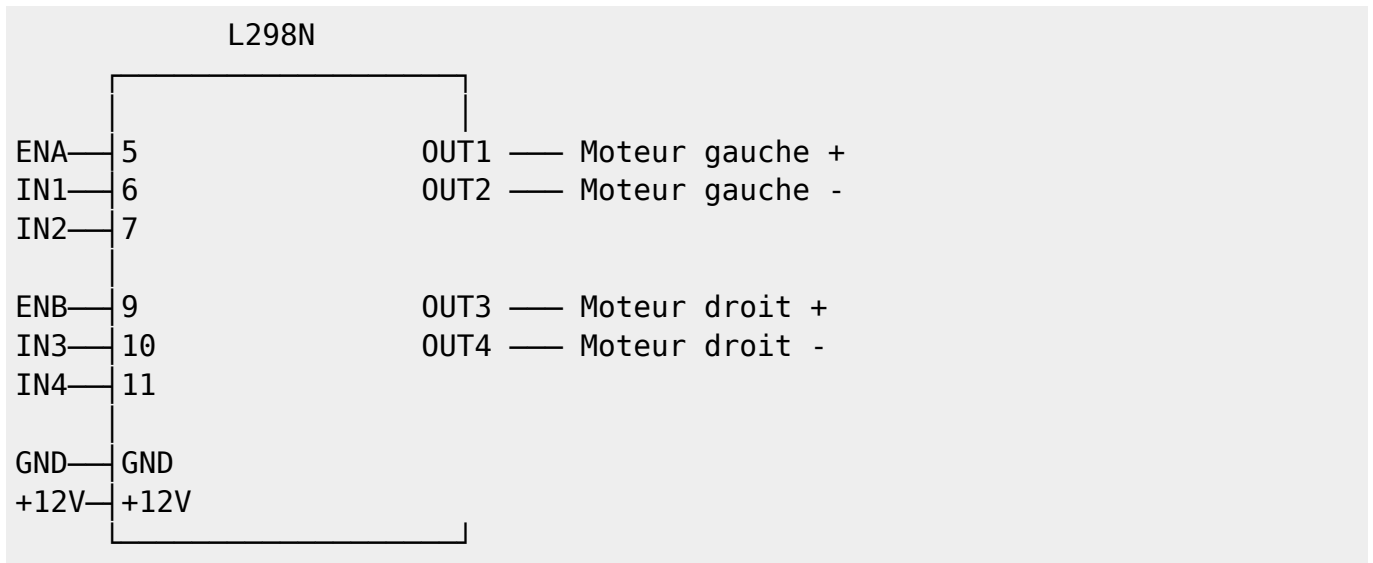 L298N
ENA 5 OUT1 ─── Moteur gauche +
IN1 6 OUT2 ─── Moteur gauche -
IN2 7
ENB 9 OUT3 ─── Moteur droit +
IN3 10 OUT4 ─── Moteur droit -
IN4 11
GND GND
+12V +12V